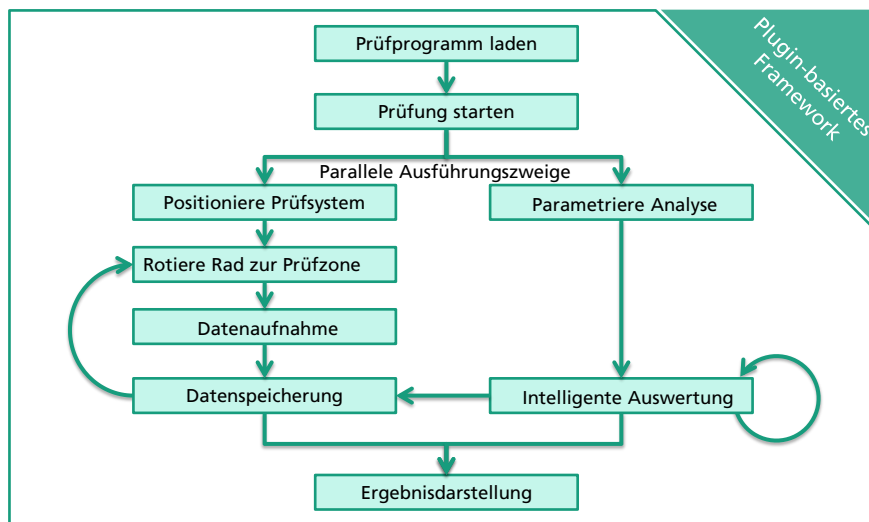 Prüfprogramm laden
Plugin-basiertes
Framework
Prüfung starten
Parallele Ausführungszweige
Positioniere Prüfsystem
Parametriere Analyse
Rotiere Rad zur Prüfzone
Datenaufnahme
Datenspeicherung
Intelligente Auswertung
Ergebnisdarstellung